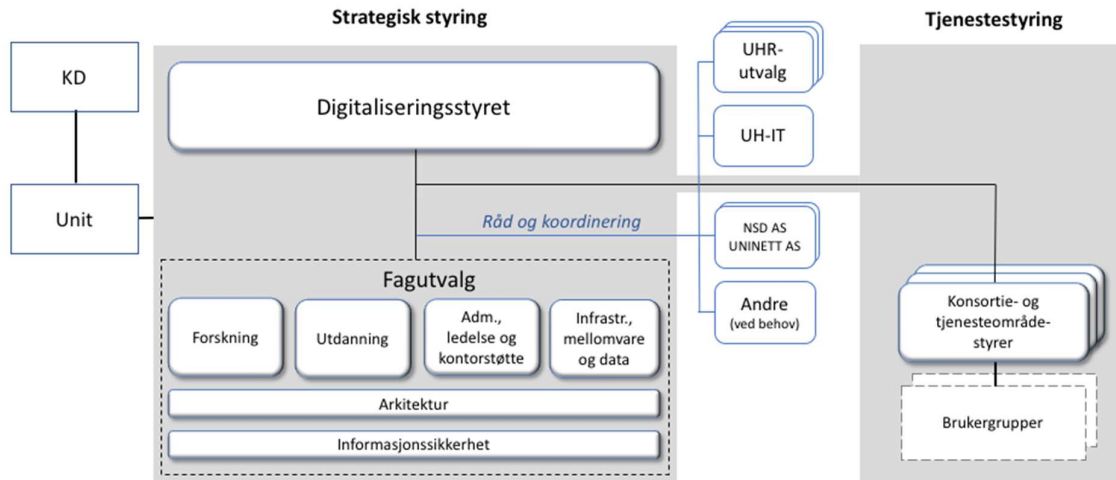 Strategisk styring
Tjenestestyring
KD
Unit
Digitaliseringsstyret
Råd og koordinering
UHR-
utvalg
UH-IT
NSD AS
UNINETT AS
Andre
(ved behov)
Fagutvalg
Forskning
Utdanning
Adm.,
ledelse og
kontorstøtte
Infrastr.,
mellomvare
og data
Arkitektur
Informasjonssikkerhet
Konsortie- og
tjenesteområde-
styrer
Brukergrupper